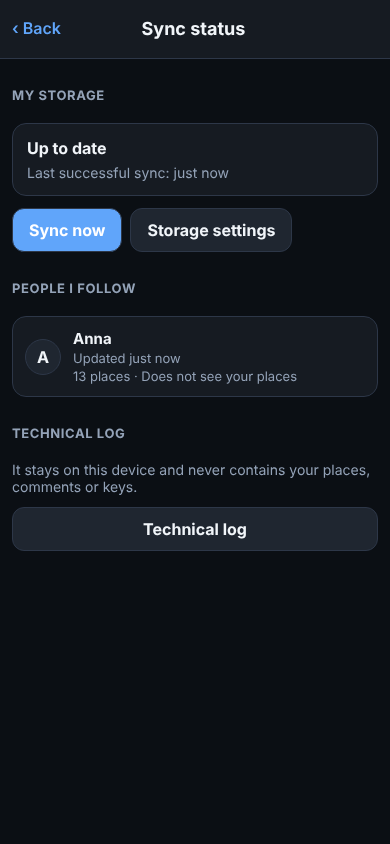 ‹ Back
Sync status
MY STORAGE
Up to date
Last successful sync: just now
Sync now
Storage settings
PEOPLE I FOLLOW
A
Anna
Updated just now
13 places · Does not see your places
TECHNICAL LOG
It stays on this device and never contains your places,
comments or keys.
Technical log